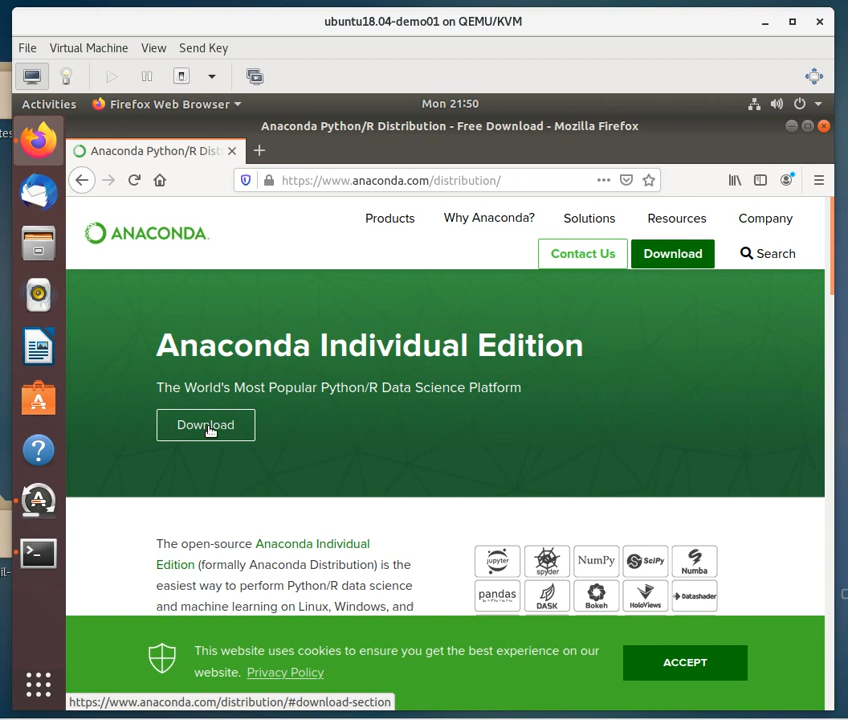 ubuntu18.04-demo01 on QEMU/KVM
File Virtual Machine View Send Key
Activities Firefox Web Browser Mon 21:50
Anaconda Python/R Distribution - Free Download - Mozilla Firefox
Anaconda Python/R Dist
https://www.anaconda.com/distribution/
ANACONDA.
Products Why Anaconda? Solutions Resources Company
Contact Us Download Search
Anaconda Individual Edition
The World's Most Popular Python/R Data Science Platform
Download
The open-source Anaconda Individual
Edition (formally Anaconda Distribution) is the
easiest way to perform Python/R data science
and machine learning on Linux, Windows, and
jupyter SPYDER NumPy SciPy Numba
pandas DASK Bokeh HoloViews Datashader
This website uses cookies to ensure you get the best experience on our
website. Privacy Policy
ACCEPT
https://www.anaconda.com/distribution/#download-section